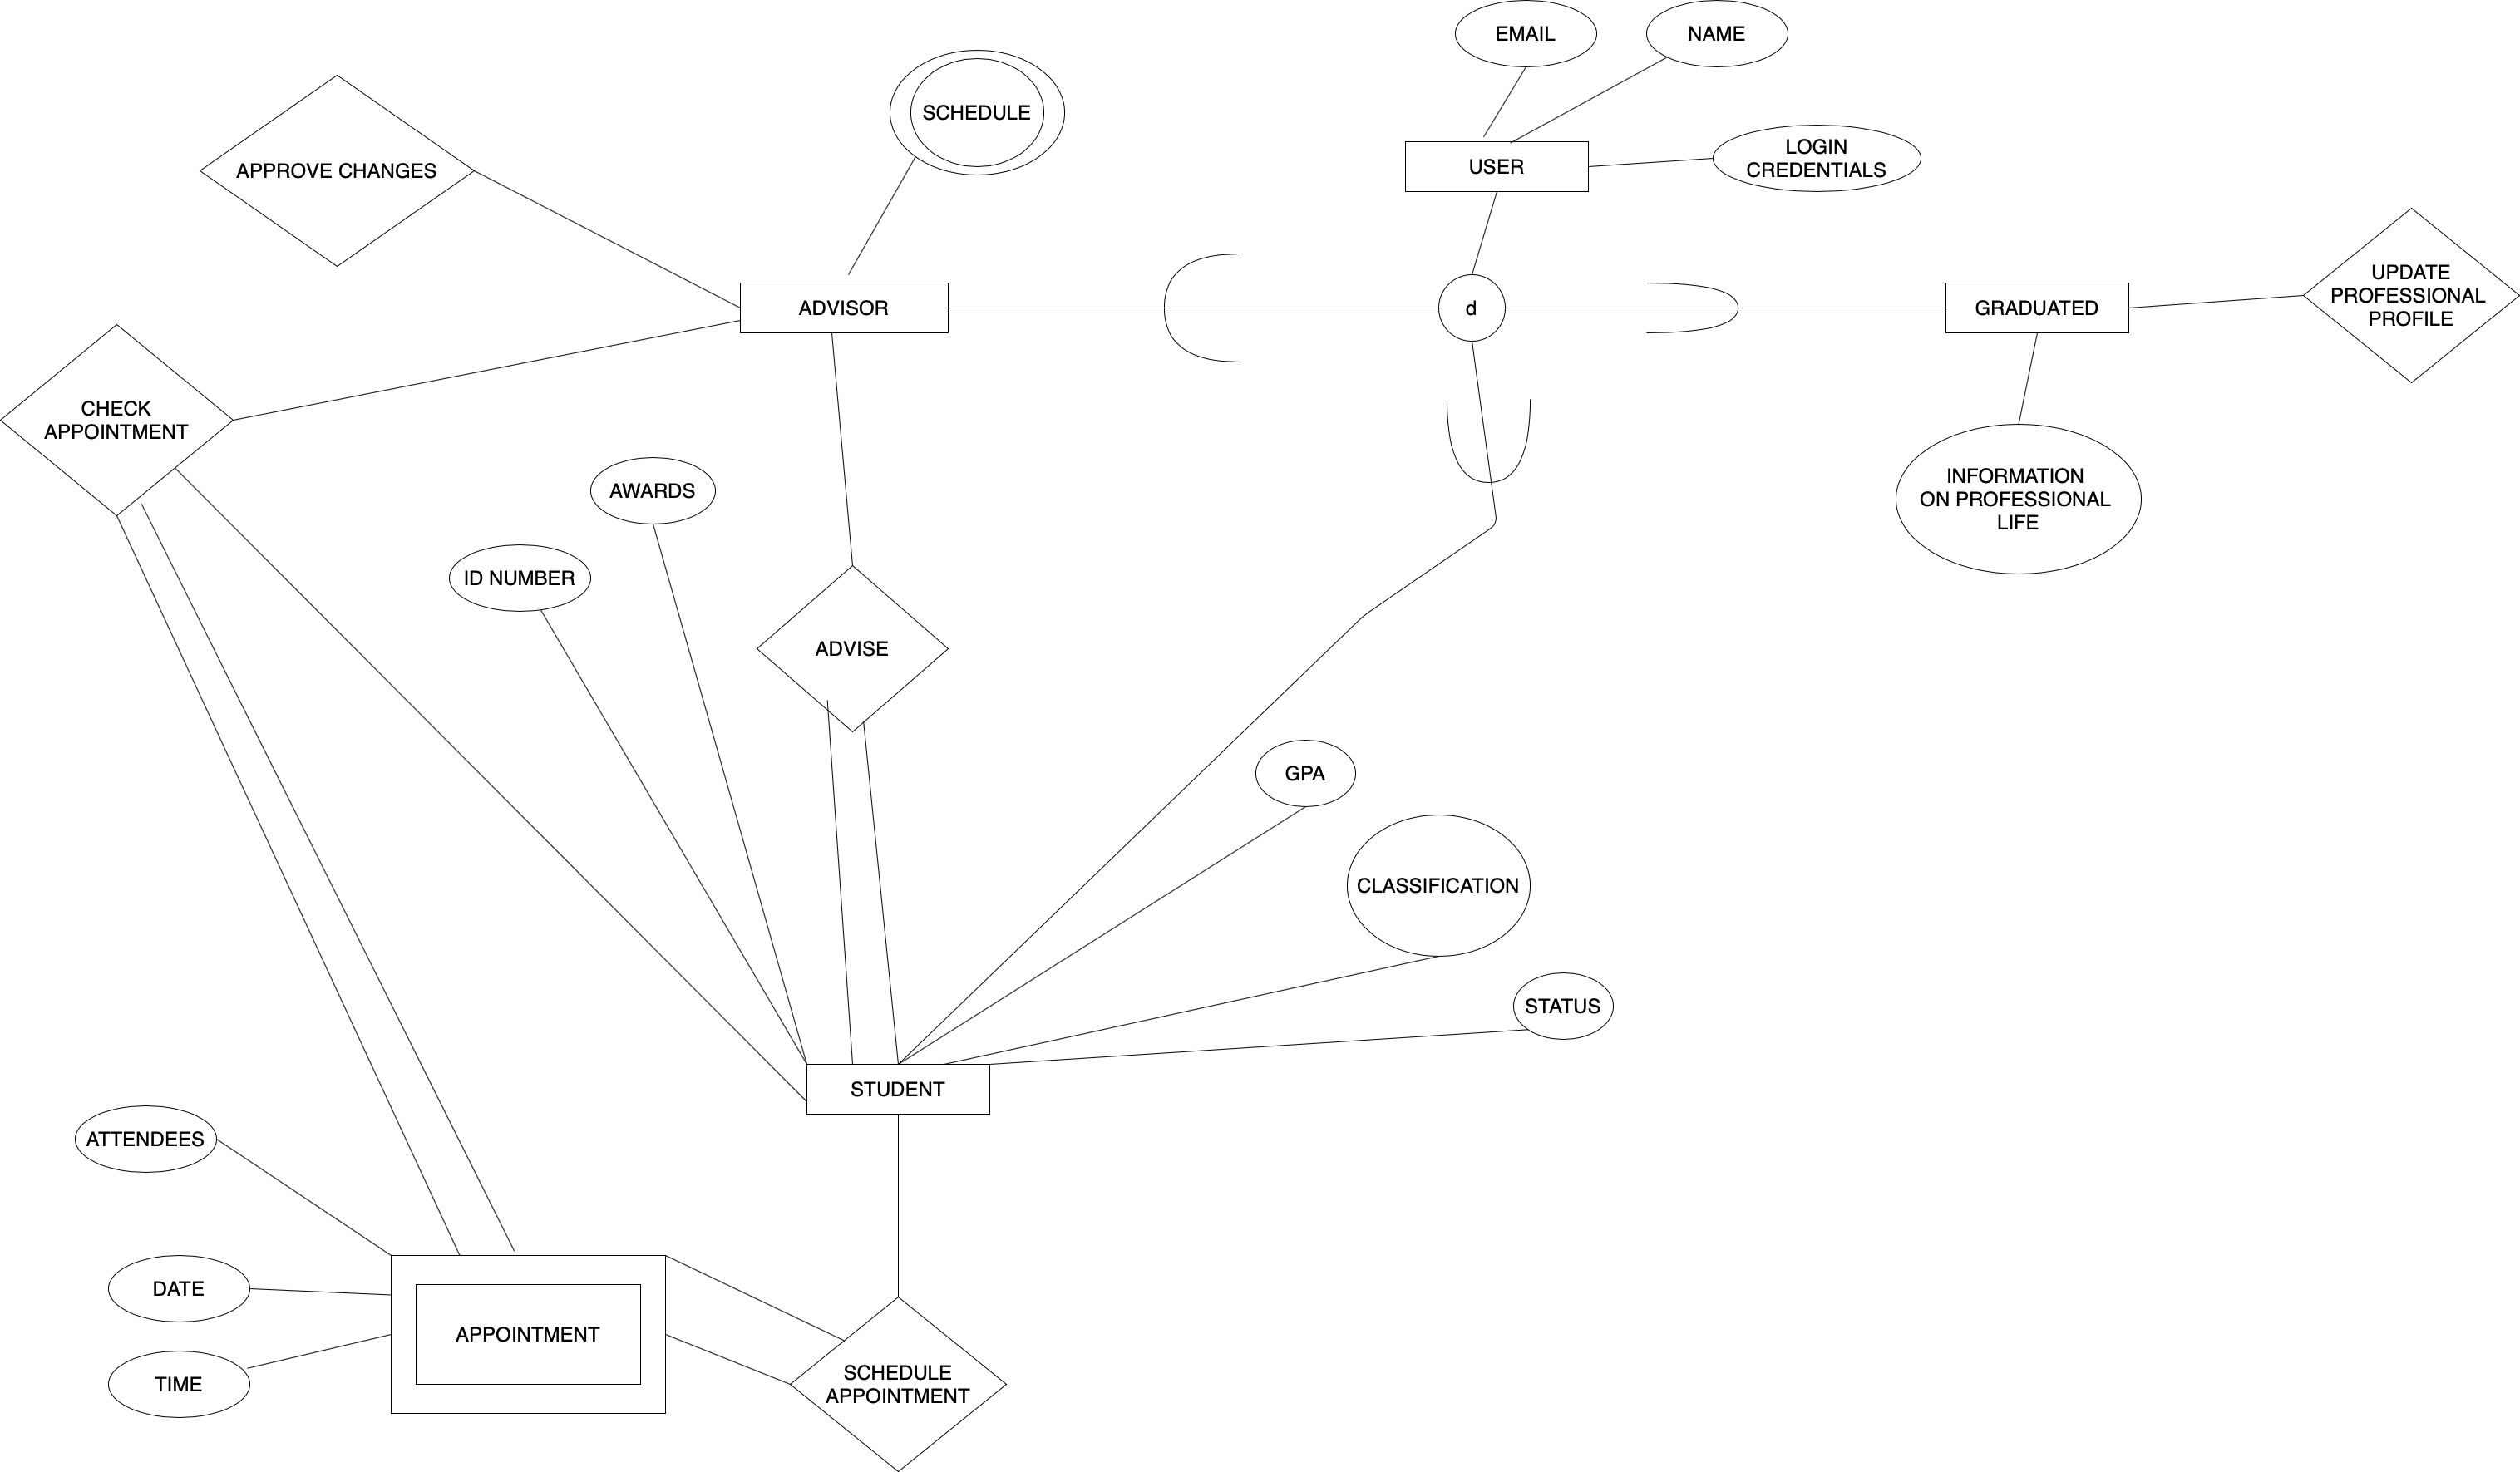 EMAIL
NAME
SCHEDULE
LOGIN
CREDENTIALS
USER
APPROVE CHANGES
UPDATE
PROFESSIONAL
PROFILE
ADVISOR
d
GRADUATED
CHECK
APPOINTMENT
AWARDS
INFORMATION
ON PROFESSIONAL
LIFE
ID NUMBER
ADVISE
GPA
CLASSIFICATION
STATUS
STUDENT
ATTENDEES
DATE
APPOINTMENT
TIME
SCHEDULE
APPOINTMENT